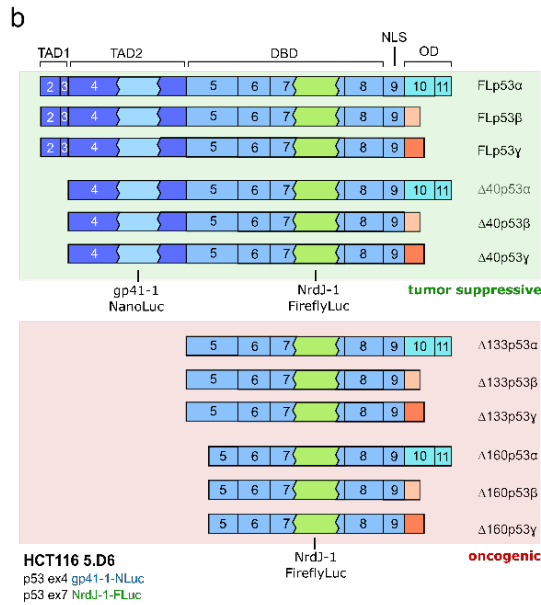 b
TAD1 TAD2 DBD NLS OD
2 3 4 5 6 7 8 9 10 11 FLp53α
2 3 4 5 6 7 8 9 FLp53β
2 3 4 5 6 7 8 9 FLp53ɣ
4 5 6 7 8 9 10 11 Δ40p53α
4 5 6 7 8 9 Δ40p53β
4 5 6 7 8 9 Δ40p53ɣ
gp41-1 NrdJ-1 tumor suppressive
NanoLuc FireflyLuc
5 6 7 8 9 10 11 Δ133p53α
5 6 7 8 9 Δ133p53β
5 6 7 8 9 Δ133p53ɣ
5 6 7 8 9 10 11 Δ160p53α
5 6 7 8 9 Δ160p53β
5 6 7 8 9 Δ160p53ɣ
NrdJ-1 oncogenic
FireflyLuc
HCT116 5.D6
p53 ex4 gp41-1-NLuc
p53 ex7 NrdJ-1-FLuc